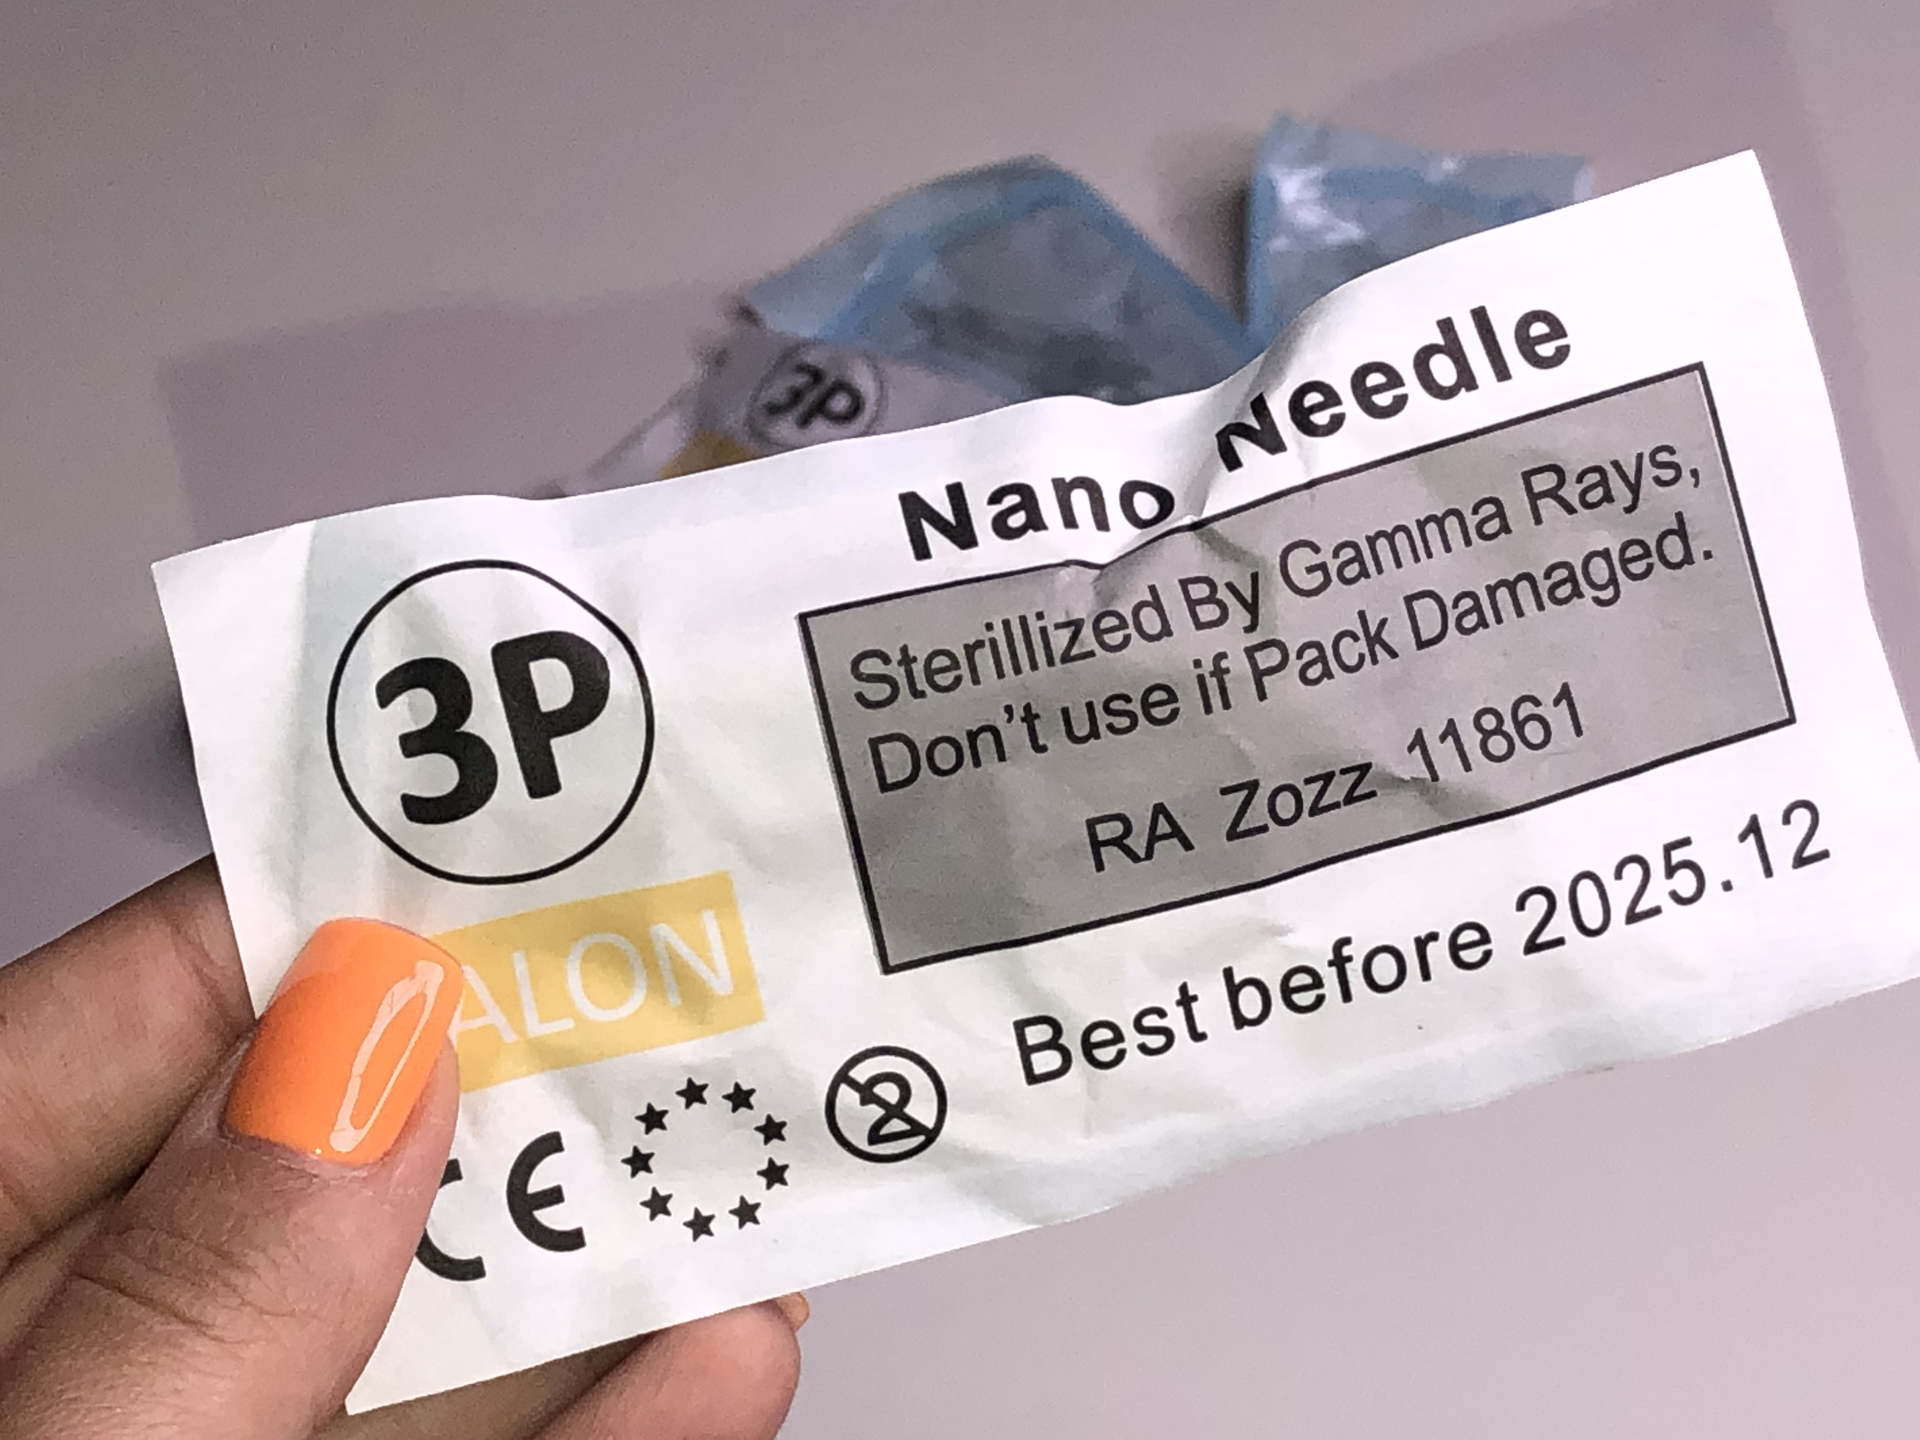 3P
Nano Needle
Sterillized By Gamma Rays,
Don't use if Pack Damaged.
RA Zozz 11861
3P
ALON
CE
2
Best before 2025.12